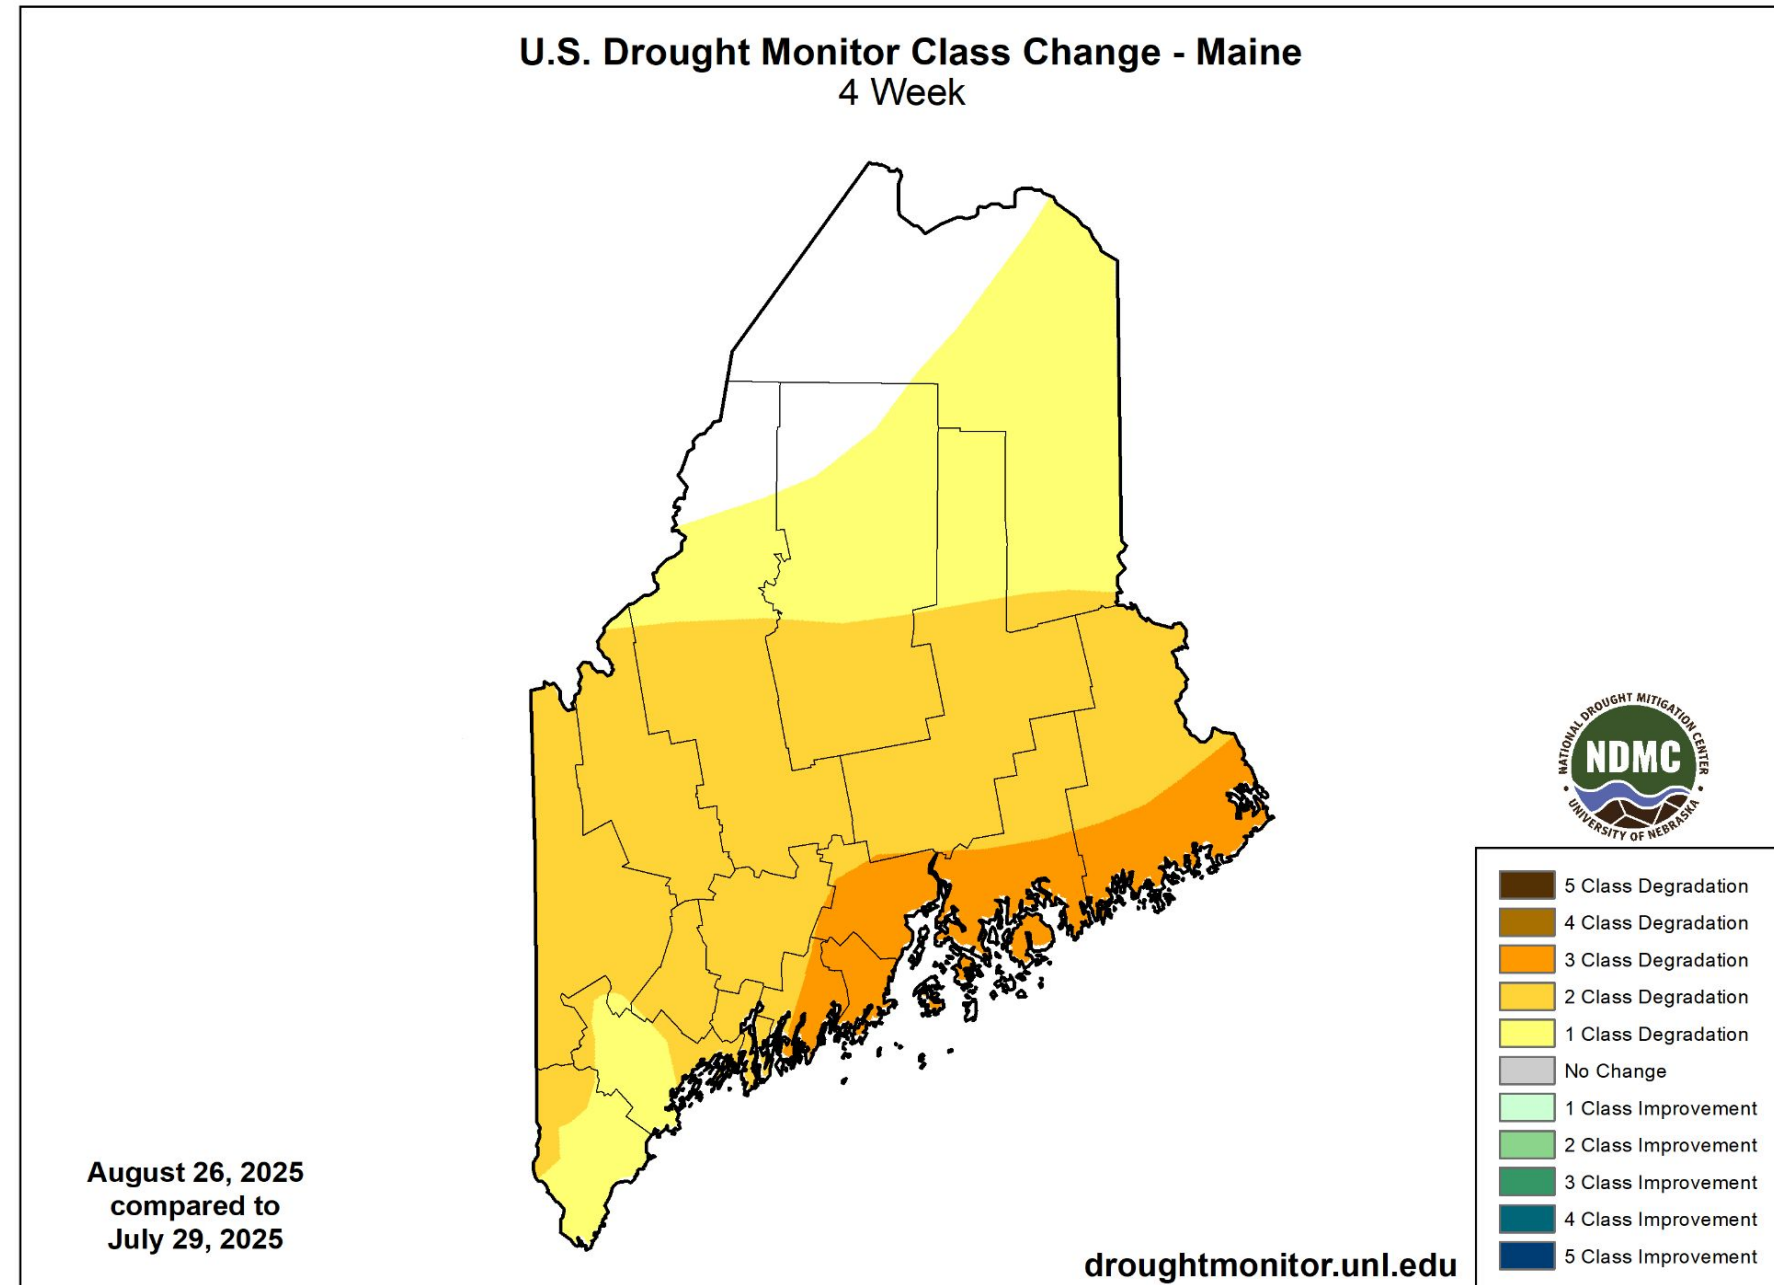 U.S. Drought Monitor Class Change - Maine
4 Week
NATIONAL DROUGHT MITIGATION CENTER
NDMC
UNIVERSITY OF NEBRASKA
5 Class Degradation
4 Class Degradation
3 Class Degradation
2 Class Degradation
1 Class Degradation
No Change
1 Class Improvement
2 Class Improvement
3 Class Improvement
4 Class Improvement
5 Class Improvement
August 26, 2025
compared to
July 29, 2025
droughtmonitor.unl.edu